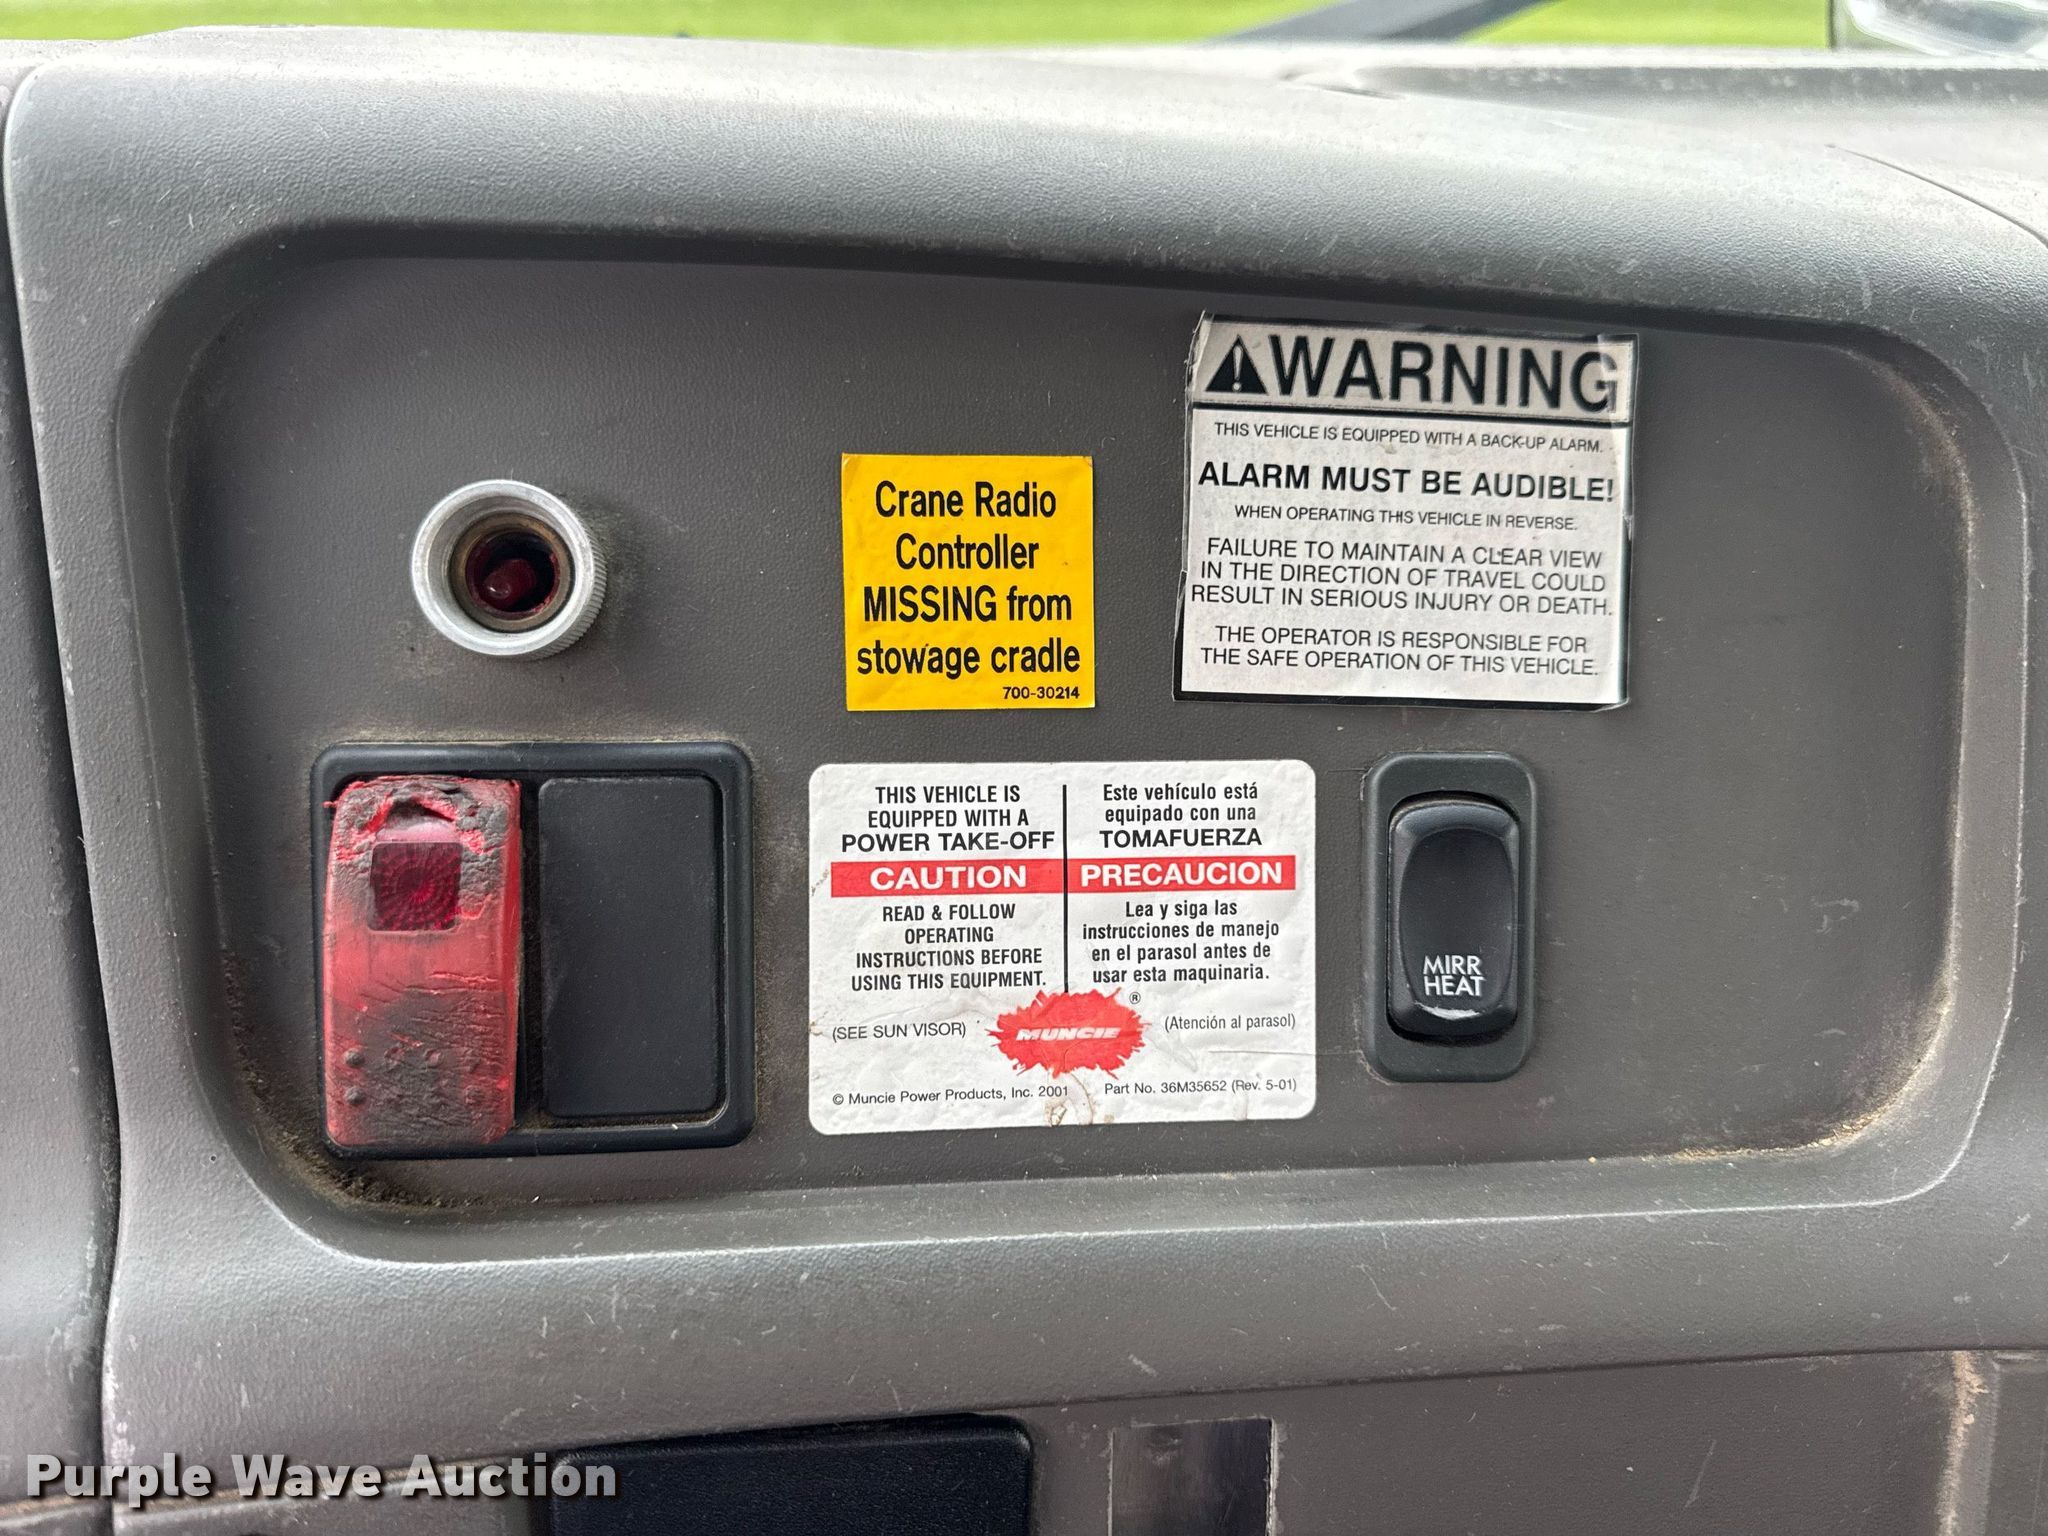 WARNING
THIS VEHICLE IS EQUIPPED WITH A BACK-UP ALARM.
ALARM MUST BE AUDIBLE!
WHEN OPERATING THIS VEHICLE IN REVERSE.
FAILURE TO MAINTAIN A CLEAR VIEW
IN THE DIRECTION OF TRAVEL COULD
RESULT IN SERIOUS INJURY OR DEATH.
THE OPERATOR IS RESPONSIBLE FOR
THE SAFE OPERATION OF THIS VEHICLE.
Crane Radio
Controller
MISSING from
stowage cradle
700-30214
THIS VEHICLE IS
EQUIPPED WITH A
POWER TAKE-OFF
CAUTION
READ & FOLLOW
OPERATING
INSTRUCTIONS BEFORE
USING THIS EQUIPMENT.
(SEE SUN VISOR)
Este vehículo está
equipado con una
TOMAFUERZA
PRECAUCION
Lea y siga las
instrucciones de manejo
en el parasol antes de
usar esta maquinaria.
(Atención al parasol)
MUNCIE ®
© Muncie Power Products, Inc. 2001 Part No. 36M35652 (Rev. 5-01)
MIRR
HEAT
Purple Wave Auction